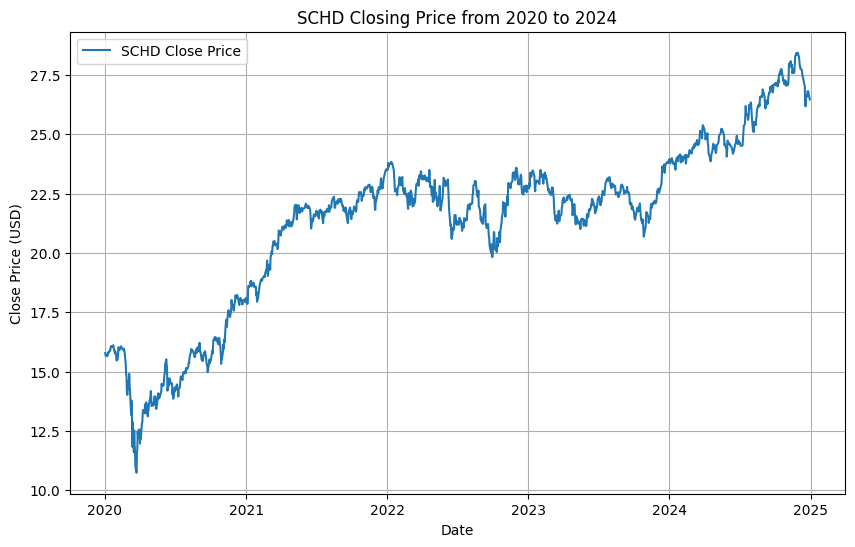 SCHD Closing Price from 2020 to 2024
SCHD Close Price
Close Price (USD)
27.5
25.0
22.5
20.0
17.5
15.0
12.5
10.0
2020 2021 2022 2023 2024 2025
Date